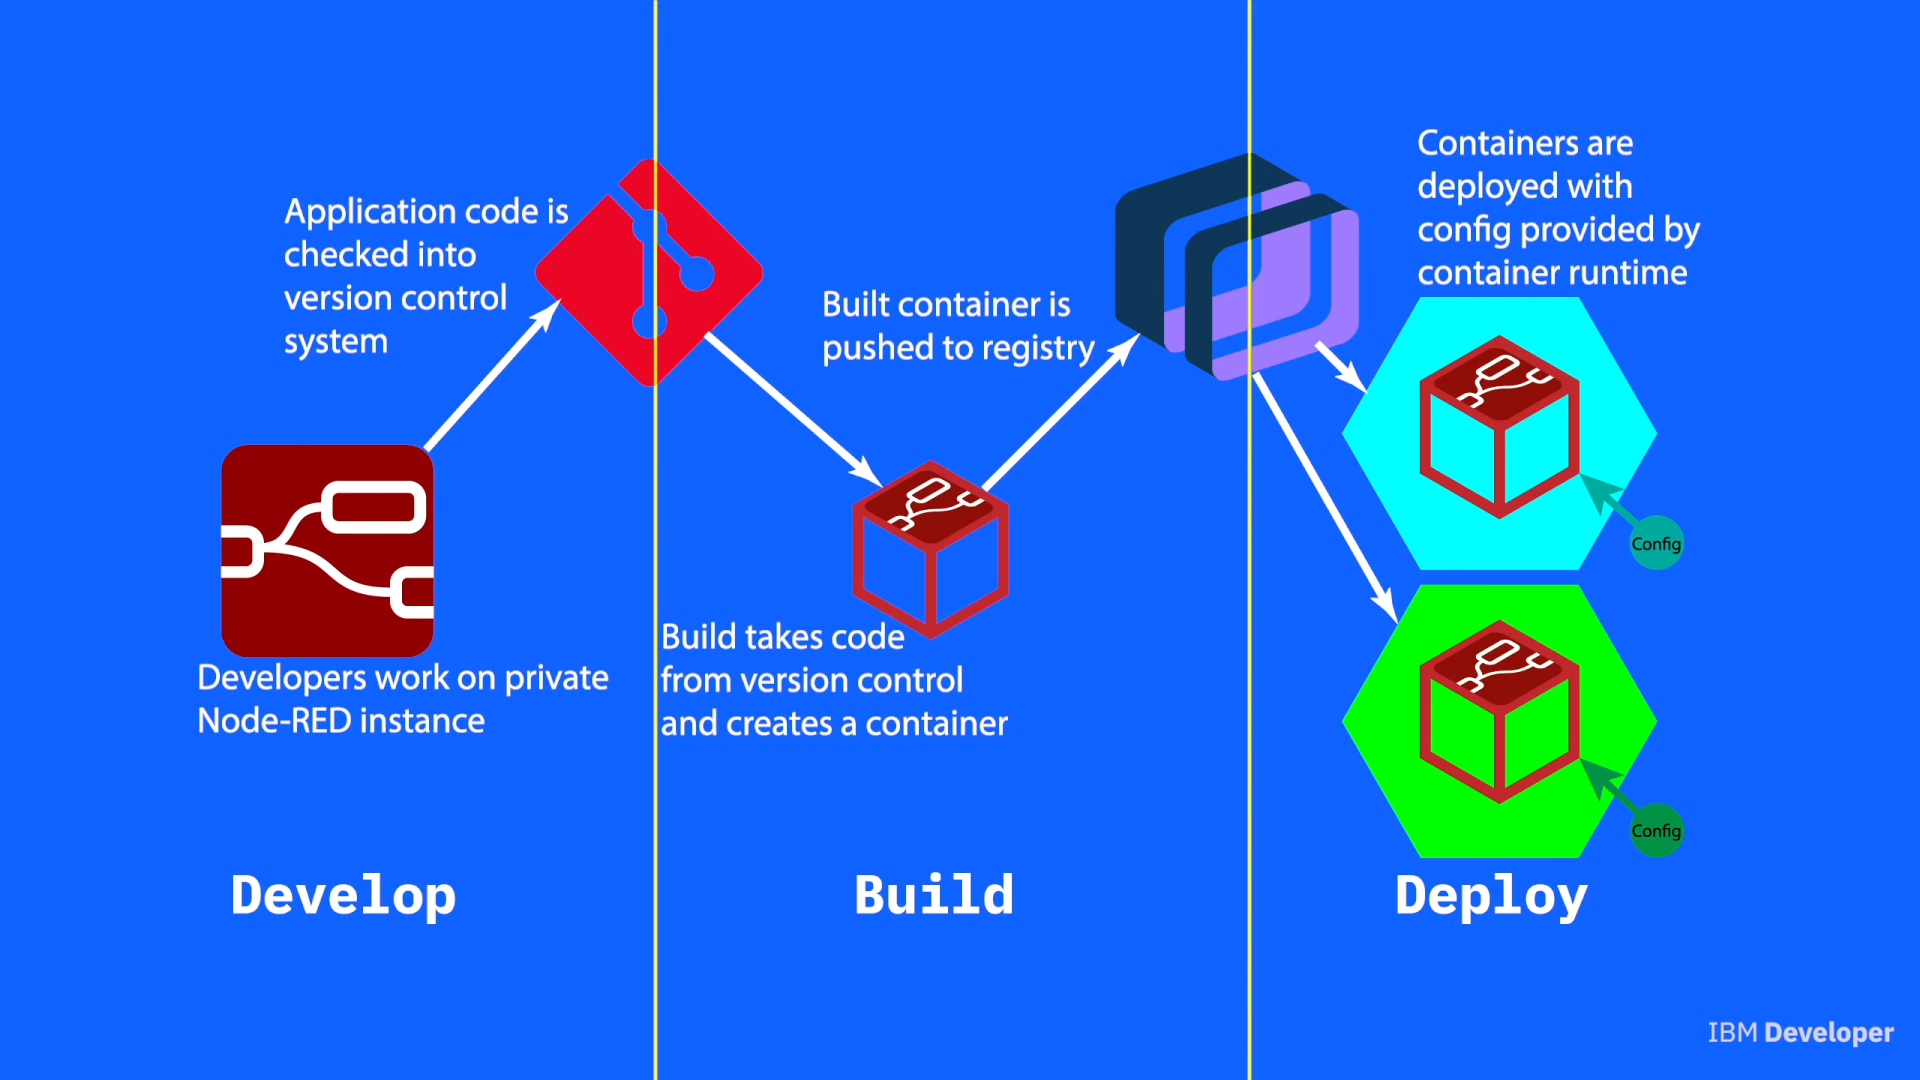 Application code is
checked into
version control
system
Developers work on private
Node-RED instance
Develop
Built container is
pushed to registry
Build takes code
from version control
and creates a container
Build
Containers are
deployed with
config provided by
container runtime
Config
Config
Deploy
IBM Developer